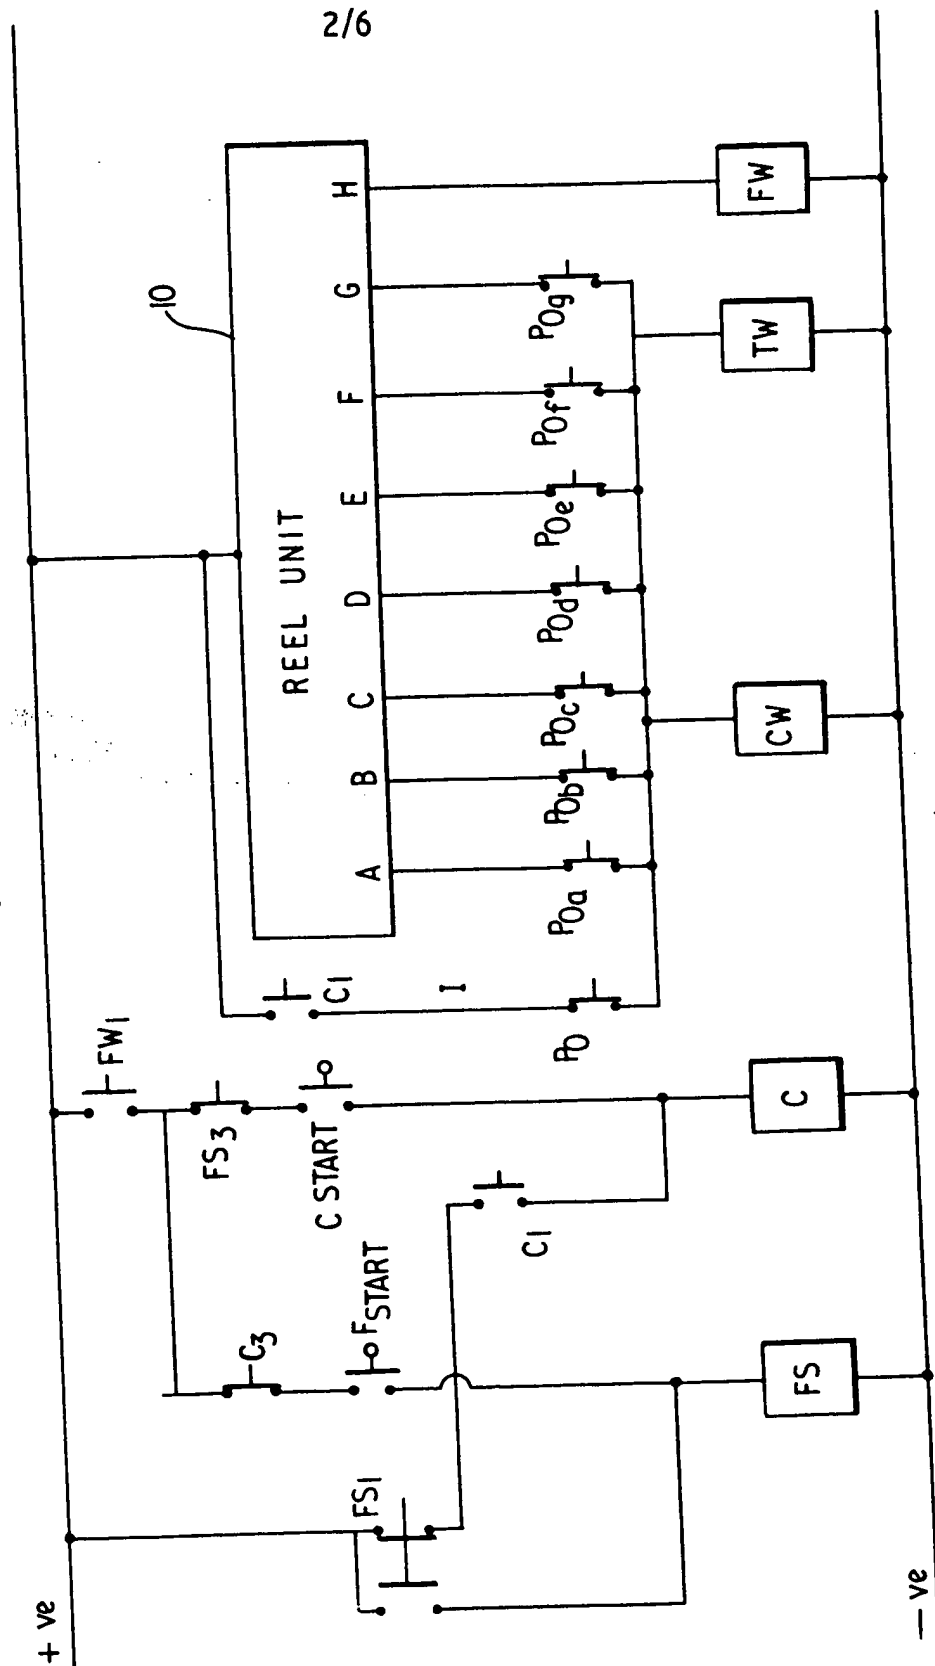 2/6
+ ve
10
REEL UNIT
A B C D E F G H
FW1
FS3
C START
C1
I
P0
P0a
P0b
P0c
P0d
P0e
P0f
P0g
C3
FSTART
FS1
C1
FS
C
CW
TW
FW
- ve